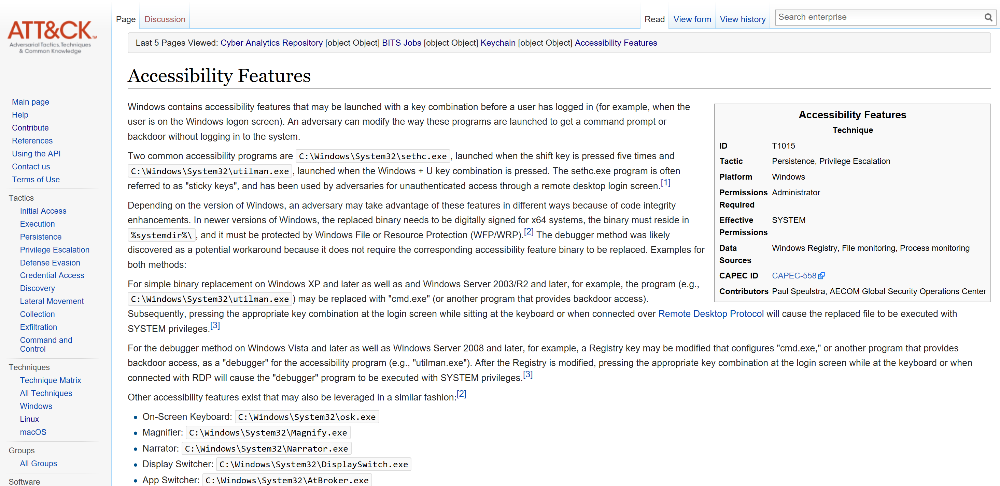 ATT&CK™
Adversarial Tactics, Techniques
& Common Knowledge
Page
Discussion
Read
View form
View history
Search enterprise
Last 5 Pages Viewed: Cyber Analytics Repository [object Object] BITS Jobs [object Object] Keychain [object Object] Accessibility Features
Main page
Help
Contribute
References
Using the API
Contact us
Terms of Use
Tactics
Initial Access
Execution
Persistence
Privilege Escalation
Defense Evasion
Credential Access
Discovery
Lateral Movement
Collection
Exfiltration
Command and
Control
Techniques
Technique Matrix
All Techniques
Windows
Linux
macOS
Groups
All Groups
Software
Accessibility Features
Windows contains accessibility features that may be launched with a key combination before a user has logged in (for example, when the
user is on the Windows logon screen). An adversary can modify the way these programs are launched to get a command prompt or
backdoor without logging in to the system.
Two common accessibility programs are C:\Windows\System32\sethc.exe, launched when the shift key is pressed five times and
C:\Windows\System32\utilman.exe, launched when the Windows + U key combination is pressed. The sethc.exe program is often
referred to as "sticky keys", and has been used by adversaries for unauthenticated access through a remote desktop login screen.[1]
Depending on the version of Windows, an adversary may take advantage of these features in different ways because of code integrity
enhancements. In newer versions of Windows, the replaced binary needs to be digitally signed for x64 systems, the binary must reside in
%systemdir%\, and it must be protected by Windows File or Resource Protection (WFP/WRP).[2] The debugger method was likely
discovered as a potential workaround because it does not require the corresponding accessibility feature binary to be replaced. Examples for
both methods:
For simple binary replacement on Windows XP and later as well as and Windows Server 2003/R2 and later, for example, the program (e.g.,
C:\Windows\System32\utilman.exe) may be replaced with "cmd.exe" (or another program that provides backdoor access).
Subsequently, pressing the appropriate key combination at the login screen while sitting at the keyboard or when connected over Remote Desktop Protocol will cause the replaced file to be executed with
SYSTEM privileges.[3]
For the debugger method on Windows Vista and later as well as Windows Server 2008 and later, for example, a Registry key may be modified that configures "cmd.exe," or another program that provides
backdoor access, as a "debugger" for the accessibility program (e.g., "utilman.exe"). After the Registry is modified, pressing the appropriate key combination at the login screen while at the keyboard or when
connected with RDP will cause the "debugger" program to be executed with SYSTEM privileges.[3]
Other accessibility features exist that may also be leveraged in a similar fashion:[2]
• On-Screen Keyboard: C:\Windows\System32\osk.exe
• Magnifier: C:\Windows\System32\Magnify.exe
• Narrator: C:\Windows\System32\Narrator.exe
• Display Switcher: C:\Windows\System32\DisplaySwitch.exe
• App Switcher: C:\Windows\System32\AtBroker.exe
Accessibility Features
Technique
ID T1015
Tactic Persistence, Privilege Escalation
Platform Windows
Permissions Administrator
Required
Effective SYSTEM
Permissions
Data Windows Registry, File monitoring, Process monitoring
Sources
CAPEC ID CAPEC-558
Contributors Paul Speulstra, AECOM Global Security Operations Center